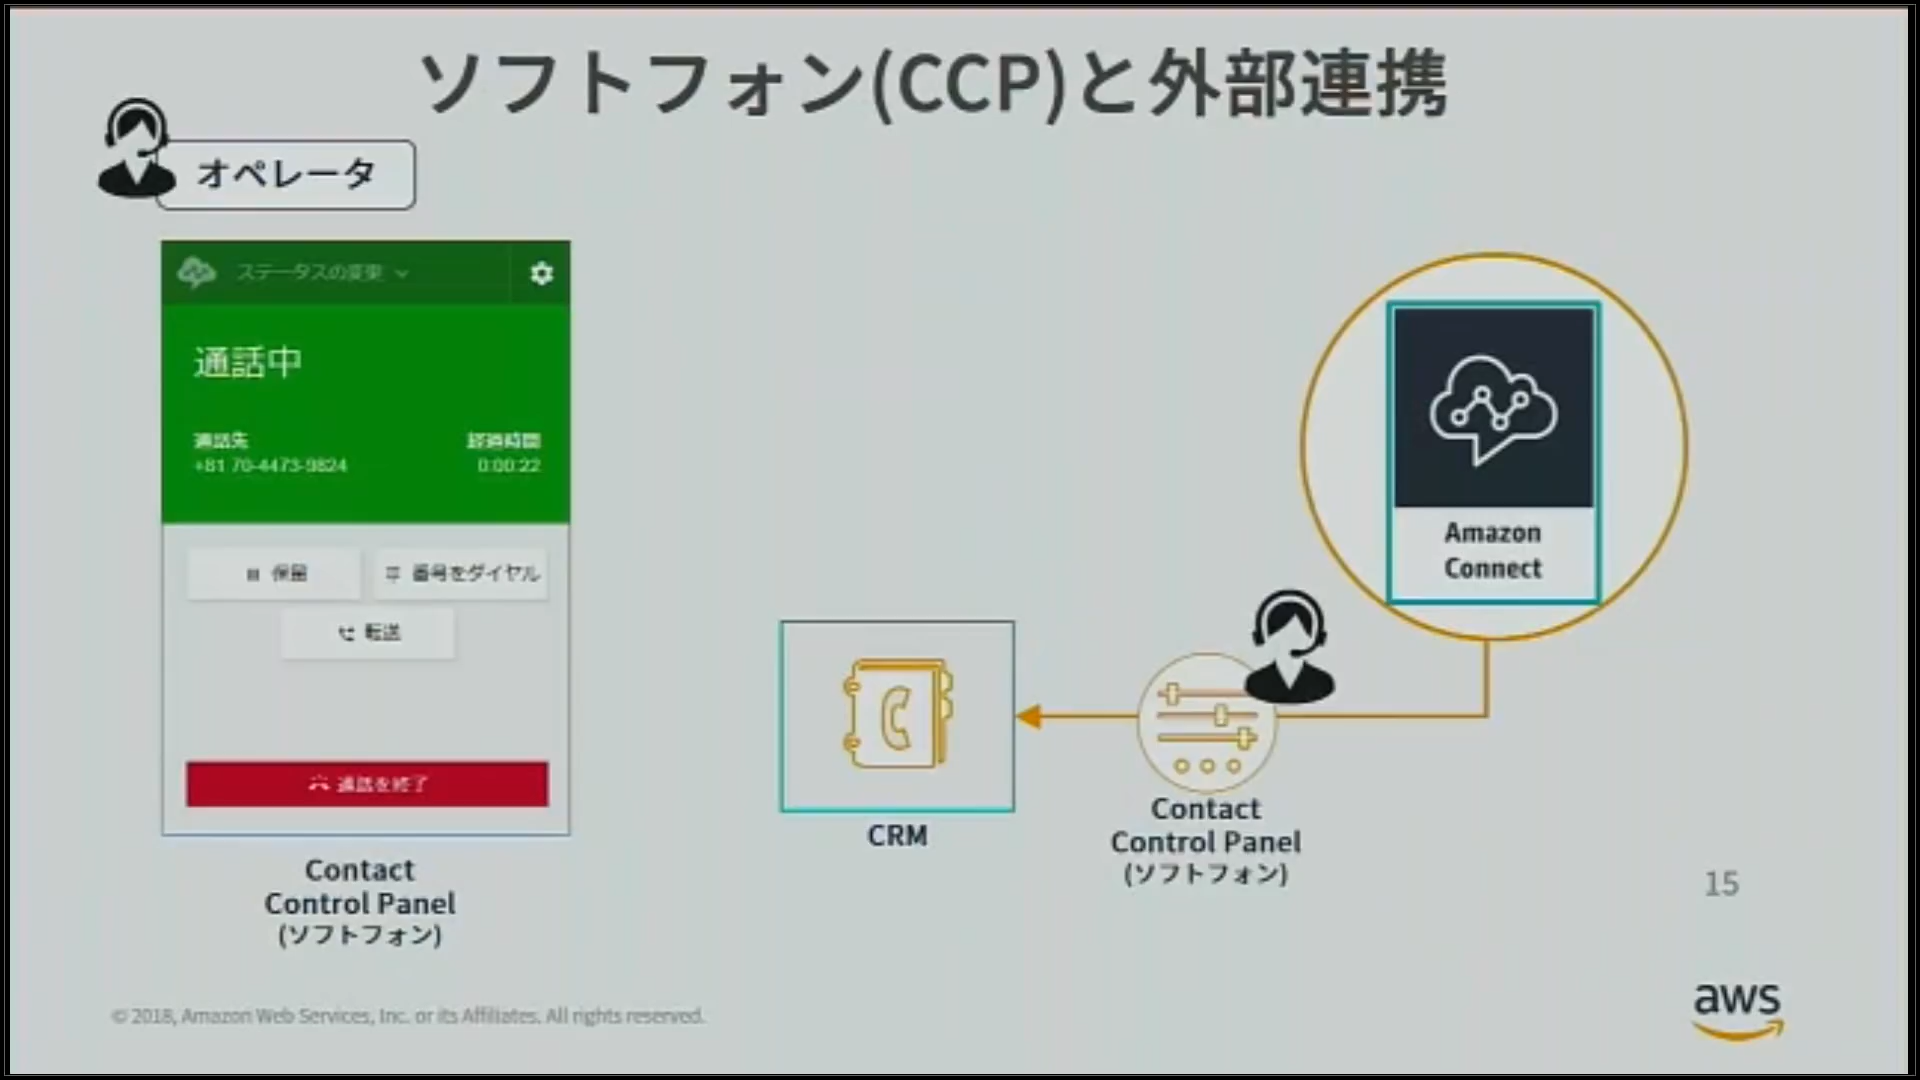 ソフトフォン(CCP)と外部連携
オペレータ
ステータスの変更
通話中
通話先
経過時間
+81 70-4473-9824
0:00:22
保留
番号をダイヤル
転送
通話を終了
Contact
Control Panel
(ソフトフォン)
CRM
Contact
Control Panel
(ソフトフォン)
Amazon
Connect
15
© 2018, Amazon Web Services, Inc. or its Affiliates. All rights reserved.
aws